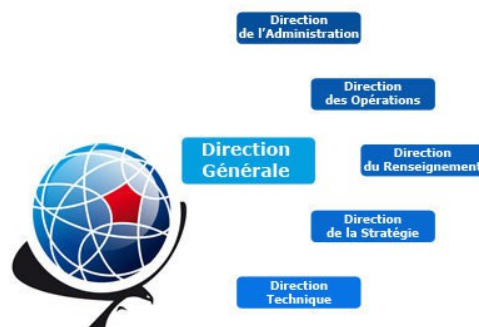 Direction
de l'Administration
Direction
des Opérations
Direction
Générale
Direction
du Renseignement
Direction
de la Stratégie
Direction
Technique